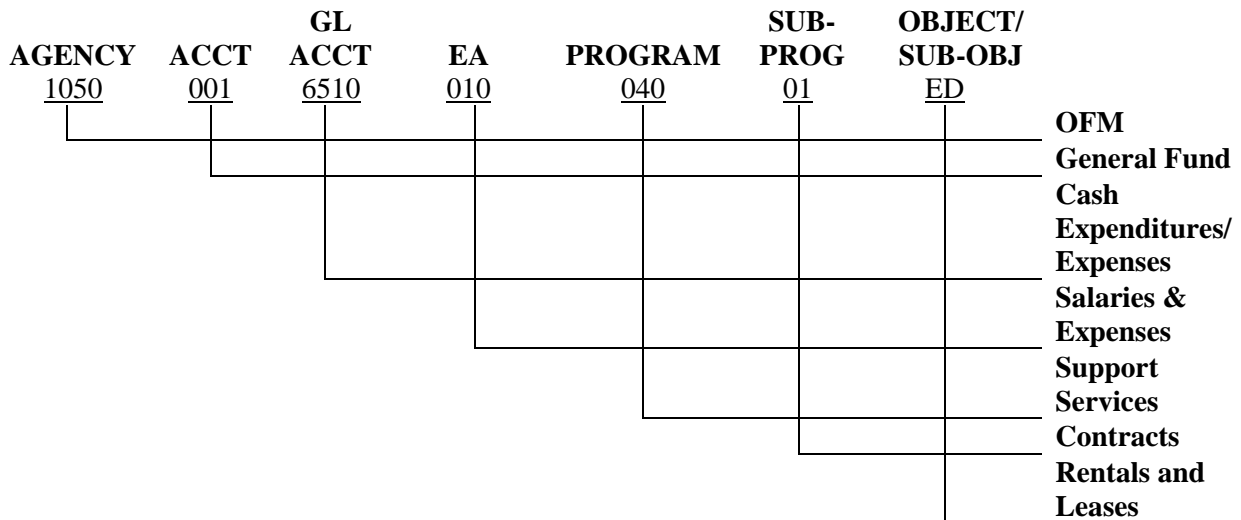 GL SUB- OBJECT/
AGENCY ACCT ACCT EA PROGRAM PROG SUB-OBJ
1050 001 6510 010 040 01 ED
OFM
General Fund
Cash
Expenditures/
Expenses
Salaries &
Expenses
Support
Services
Contracts
Rentals and
Leases